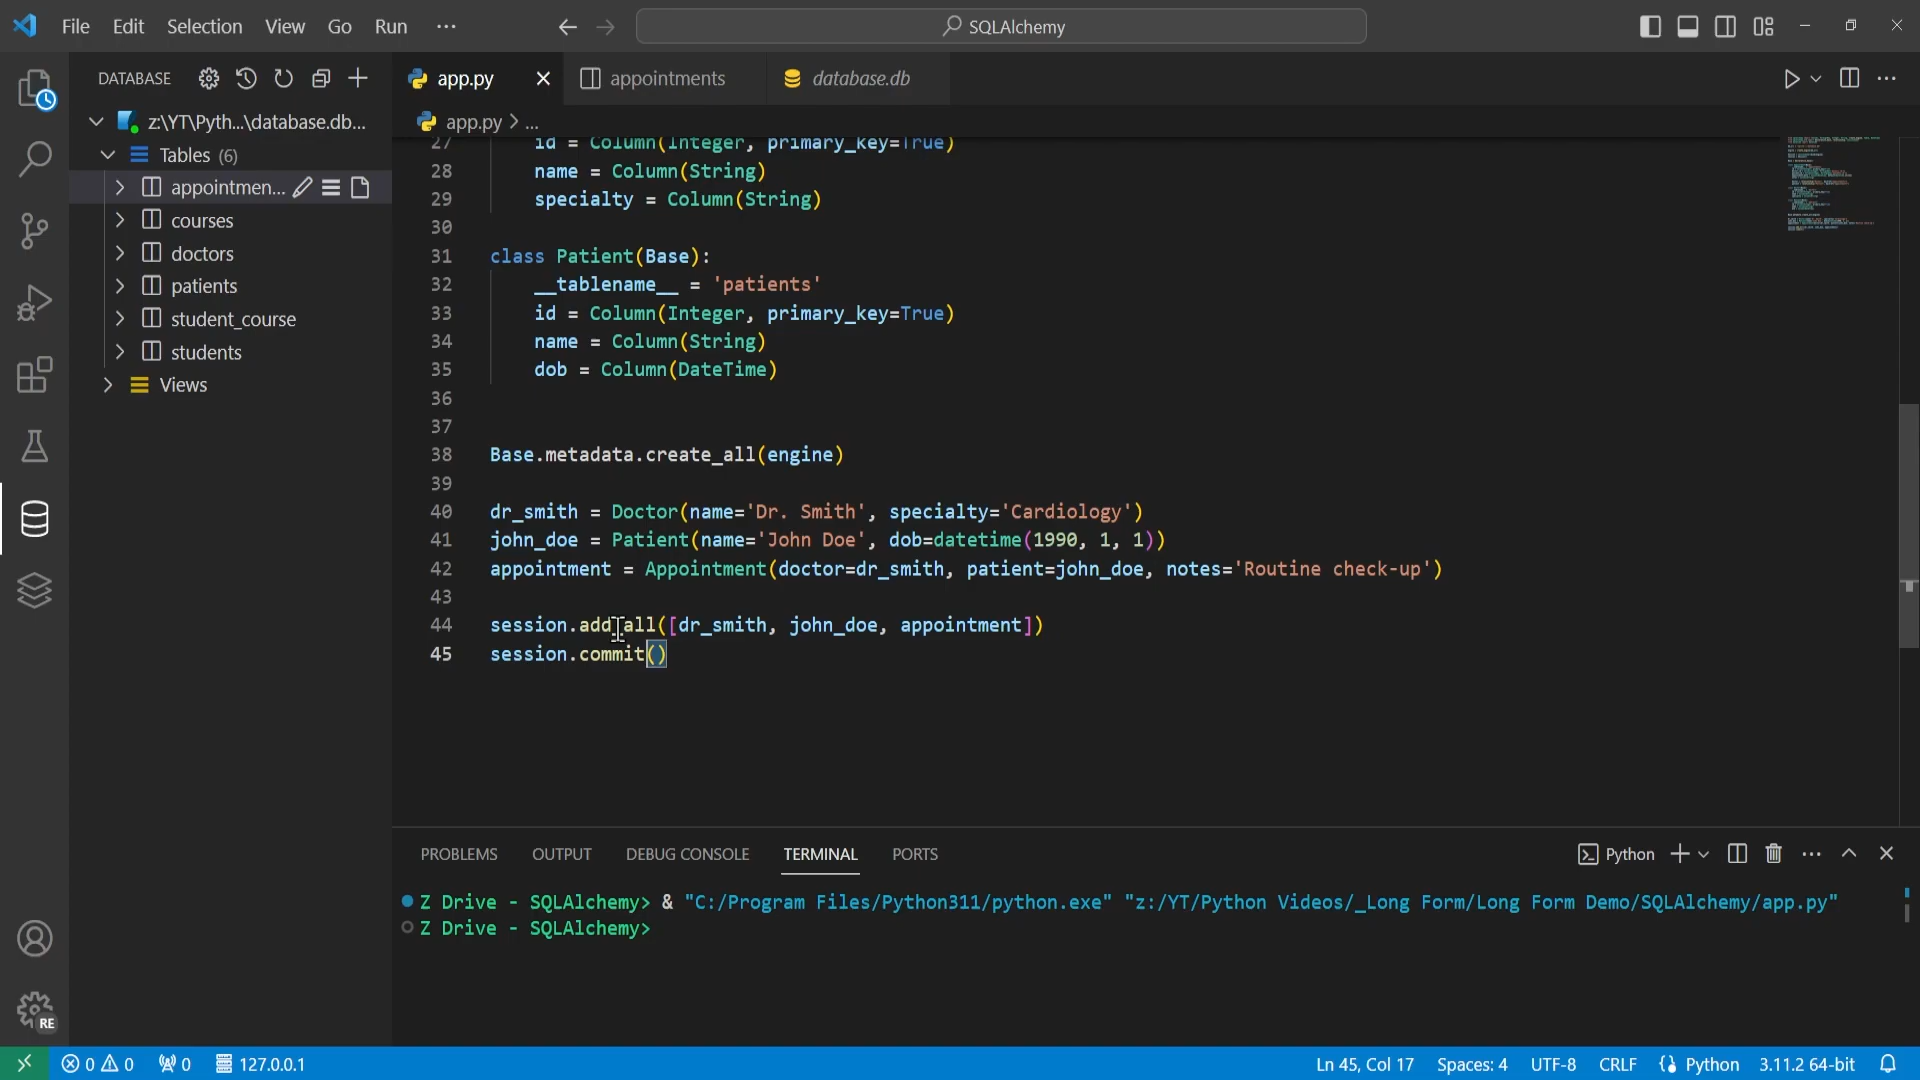 File Edit Selection View Go Run ... SQLAlchemy
DATABASE
app.py appointments database.db
z:\YT\Pyth...\database.db...
app.py > ...
Tables (6)
appointmen...
courses
doctors
patients
student_course
students
Views
27 id = Column(Integer, primary_key=True)
28 name = Column(String)
29 specialty = Column(String)
30
31 class Patient(Base):
32 __tablename__ = 'patients'
33 id = Column(Integer, primary_key=True)
34 name = Column(String)
35 dob = Column(DateTime)
36
37
38 Base.metadata.create_all(engine)
39
40 dr_smith = Doctor(name='Dr. Smith', specialty='Cardiology')
41 john_doe = Patient(name='John Doe', dob=datetime(1990, 1, 1))
42 appointment = Appointment(doctor=dr_smith, patient=john_doe, notes='Routine check-up')
43
44 session.add_all([dr_smith, john_doe, appointment])
45 session.commit()
PROBLEMS OUTPUT DEBUG CONSOLE TERMINAL PORTS Python
Z Drive - SQLAlchemy> & "C:/Program Files/Python311/python.exe" "z:/YT/Python Videos/_Long Form/Long Form Demo/SQLAlchemy/app.py"
Z Drive - SQLAlchemy>
RE
0 0 0 127.0.0.1 Ln 45, Col 17 Spaces: 4 UTF-8 CRLF Python 3.11.2 64-bit